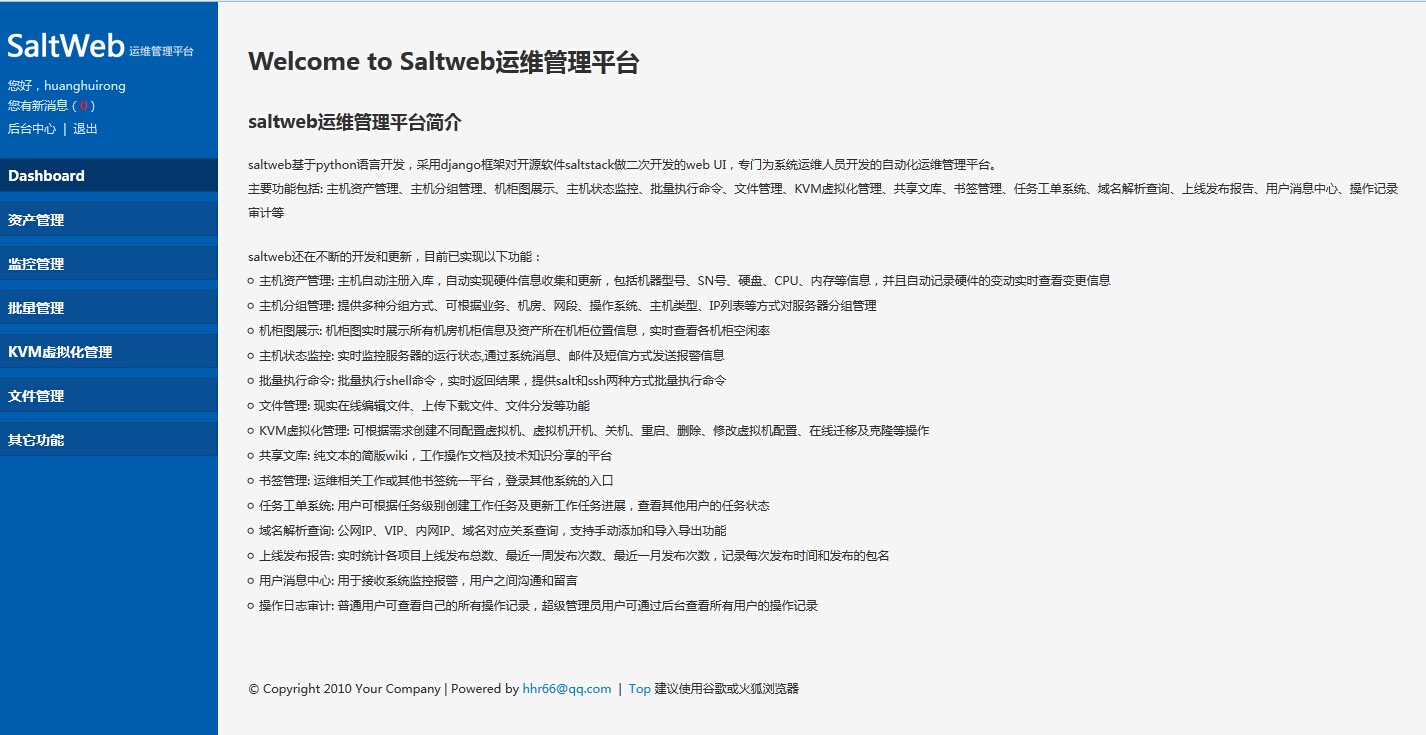 SaltWeb 运维管理平台
您好，huanghuirong
您有新消息 ( 0 )
后台中心 | 退出
Dashboard
资产管理
监控管理
批量管理
KVM虚拟化管理
文件管理
其它功能
Welcome to Saltweb运维管理平台
saltweb运维管理平台简介
saltweb基于python语言开发，采用django框架对开源软件saltstack做二次开发的web UI，专门为系统运维人员开发的自动化运维管理平台。
主要功能包括: 主机资产管理、主机分组管理、机柜图展示、主机状态监控、批量执行命令、文件管理、KVM虚拟化管理、共享文库、书签管理、任务工单系统、域名解析查询、上线发布报告、用户消息中心、操作记录
审计等
saltweb还在不断的开发和更新，目前已实现以下功能：
主机资产管理: 主机自动注册入库，自动实现硬件信息收集和更新，包括机器型号、SN号、硬盘、CPU、内存等信息，并且自动记录硬件的变动实时查看变更信息
主机分组管理: 提供多种分组方式、可根据业务、机房、网段、操作系统、主机类型、IP列表等方式对服务器分组管理
机柜图展示: 机柜图实时展示所有机房机柜信息及资产所在机柜位置信息，实时查看各机柜空闲率
主机状态监控: 实时监控服务器的运行状态,通过系统消息、邮件及短信方式发送报警信息
批量执行命令: 批量执行shell命令，实时返回结果，提供salt和ssh两种方式批量执行命令
文件管理: 现实在线编辑文件、上传下载文件、文件分发等功能
KVM虚拟化管理: 可根据需求创建不同配置虚拟机、虚拟机开机、关机、重启、删除、修改虚拟机配置、在线迁移及克隆等操作
共享文库: 纯文本的简版wiki，工作操作文档及技术知识分享的平台
书签管理: 运维相关工作或其他书签统一平台，登录其他系统的入口
任务工单系统: 用户可根据任务级别创建工作任务及更新工作任务进展，查看其他用户的任务状态
域名解析查询: 公网IP、VIP、内网IP、域名对应关系查询，支持手动添加和导入导出功能
上线发布报告: 实时统计各项目上线发布总数、最近一周发布次数、最近一月发布次数，记录每次发布时间和发布的包名
用户消息中心: 用于接收系统监控报警，用户之间沟通和留言
操作日志审计: 普通用户可查看自己的所有操作记录，超级管理员用户可通过后台查看所有用户的操作记录
© Copyright 2010 Your Company | Powered by hhr66@qq.com | Top 建议使用谷歌或火狐浏览器